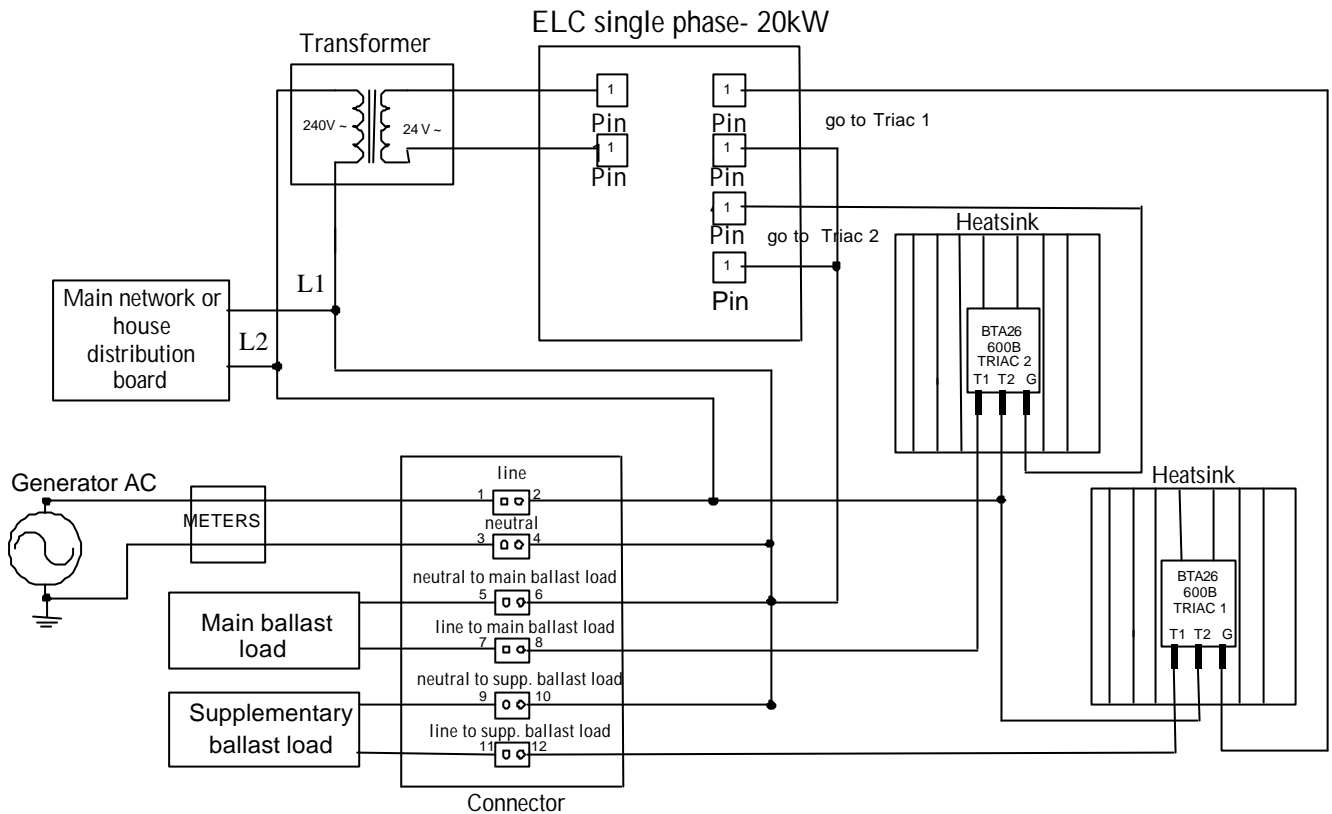 ELC single phase- 20kW
Transformer
240V ~
24 V ~
1
1
Pin
Pin
go to Triac 1
1
1
Pin
Pin
1
Pin
go to Triac 2
1
Pin
Heatsink
BTA26
600B
TRIAC 2
T1 T2 G
L1
Main network or
house
distribution
board
L2
Heatsink
BTA26
600B
TRIAC 1
T1 T2 G
Generator AC
METERS
line
1 2
neutral
3 4
neutral to main ballast load
5 6
Main ballast
load
line to main ballast load
7 8
neutral to supp. ballast load
9 10
Supplementary
ballast load
line to supp. ballast load
11 12
Connector